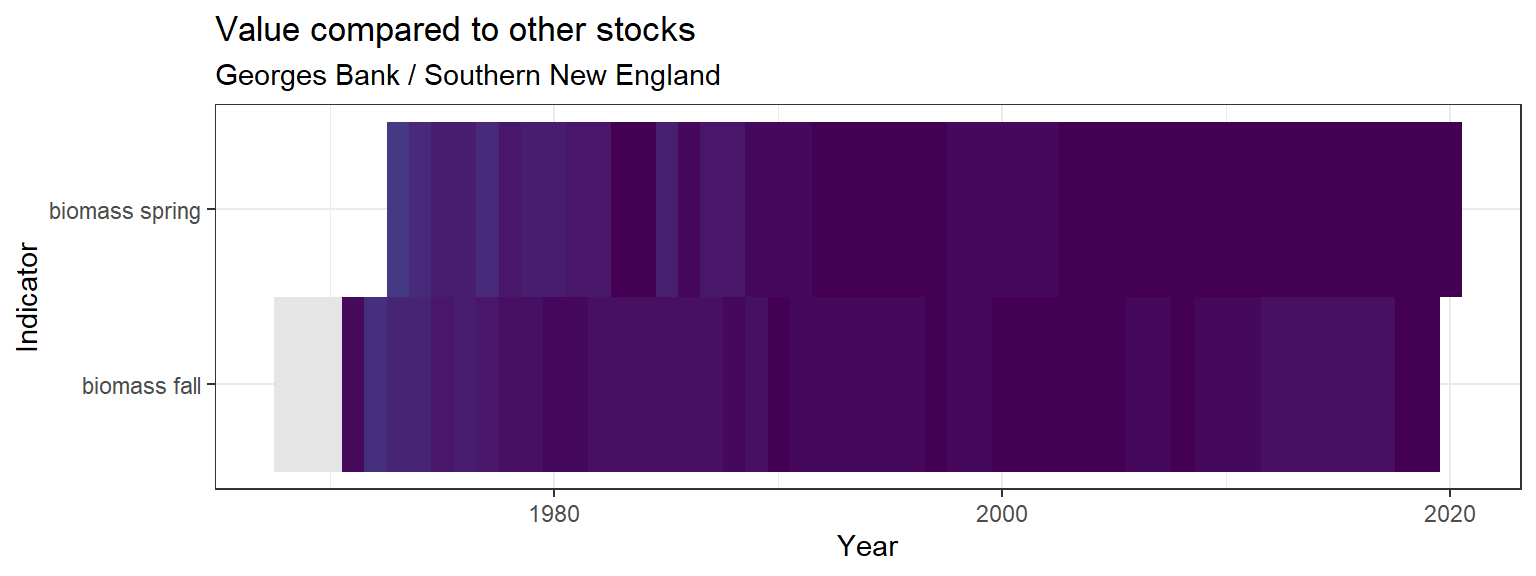 Value compared to other stocks
Georges Bank / Southern New England
Indicator
biomass spring
biomass fall
1980 2000 2020
Year